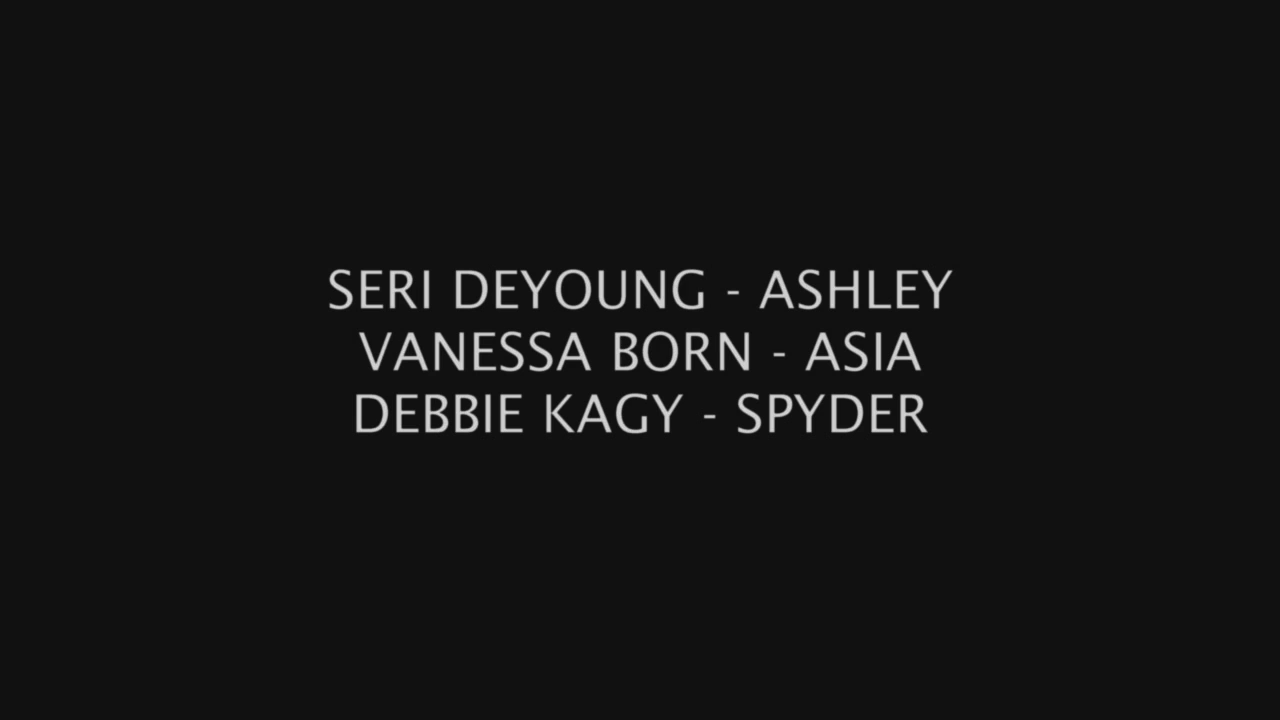 SERI DEYOUNG - ASHLEY
VANESSA BORN - ASIA
DEBBIE KAGY - SPYDER